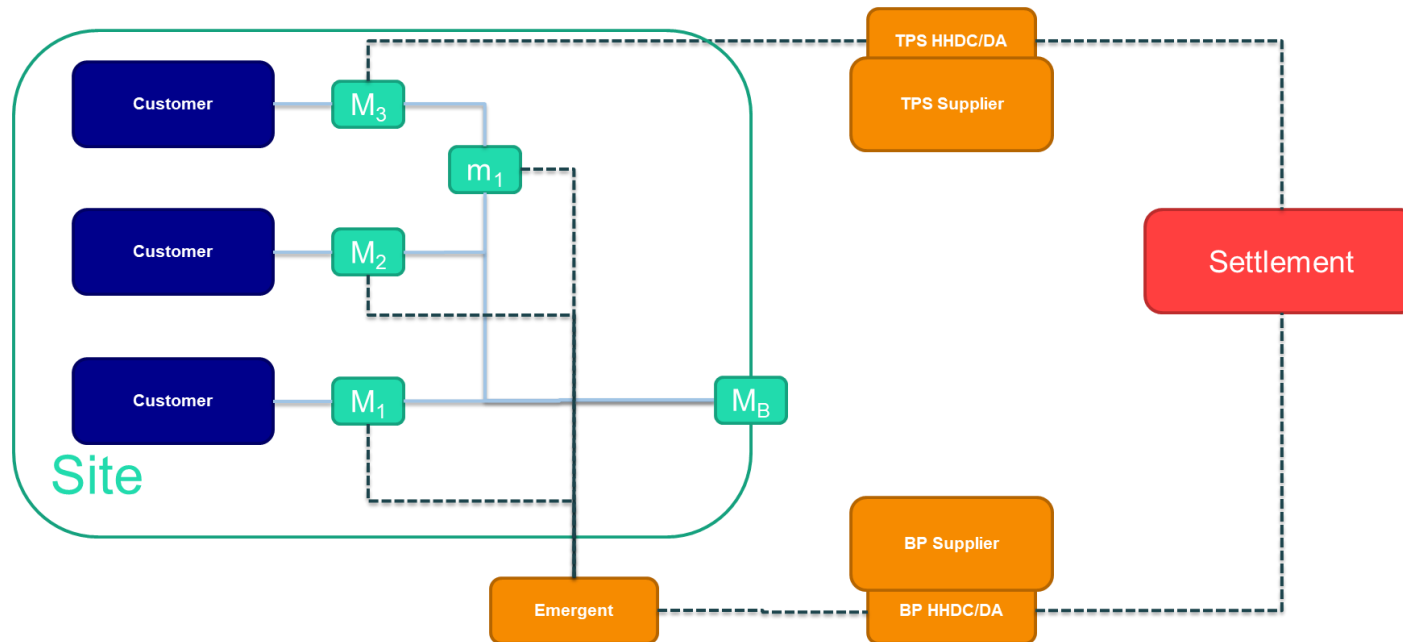 TPS HHDC/DA
Customer
M₃
TPS Supplier
m₁
Customer
M₂
Settlement
Customer
M₁
M_B
Site
BP Supplier
Emergent
BP HHDC/DA